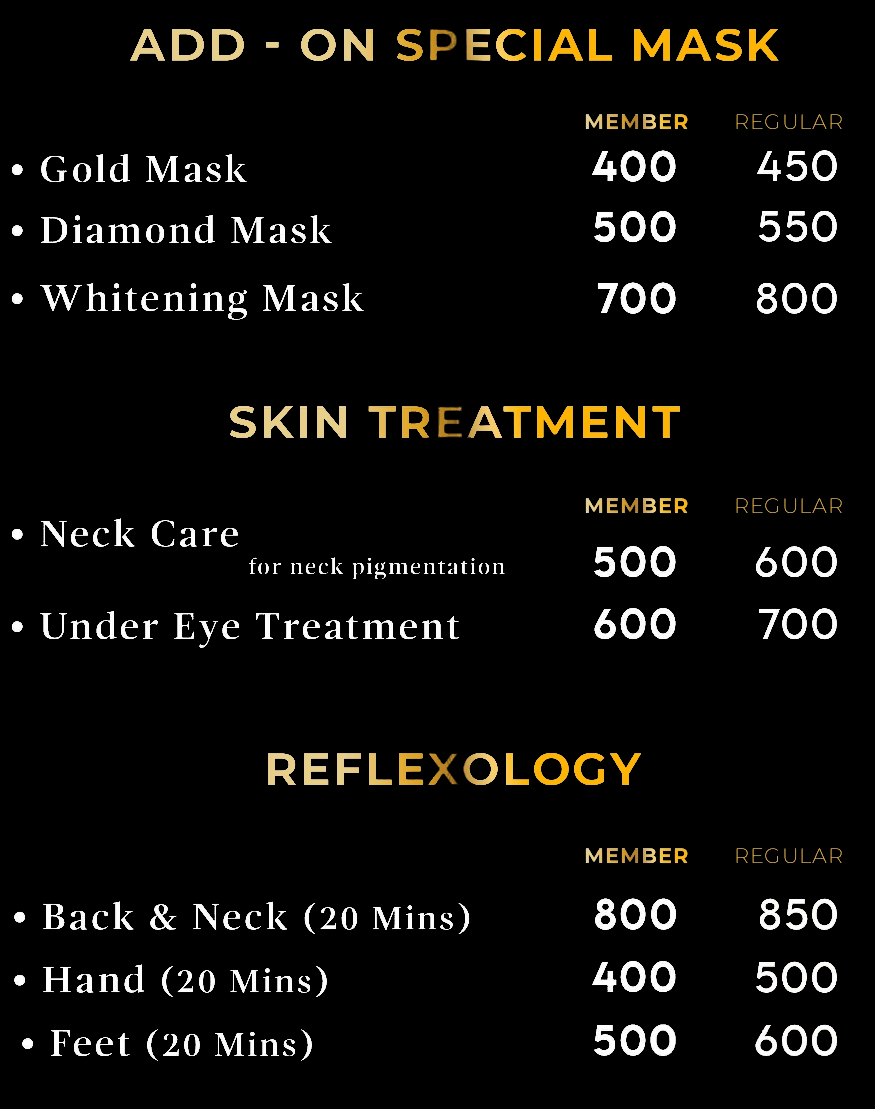 ADD - ON SPECIAL MASK
MEMBER REGULAR
• Gold Mask 400 450
• Diamond Mask 500 550
• Whitening Mask 700 800
SKIN TREATMENT
MEMBER REGULAR
• Neck Care
for neck pigmentation 500 600
• Under Eye Treatment 600 700
REFLEXOLOGY
MEMBER REGULAR
• Back & Neck (20 Mins) 800 850
• Hand (20 Mins) 400 500
• Feet (20 Mins) 500 600